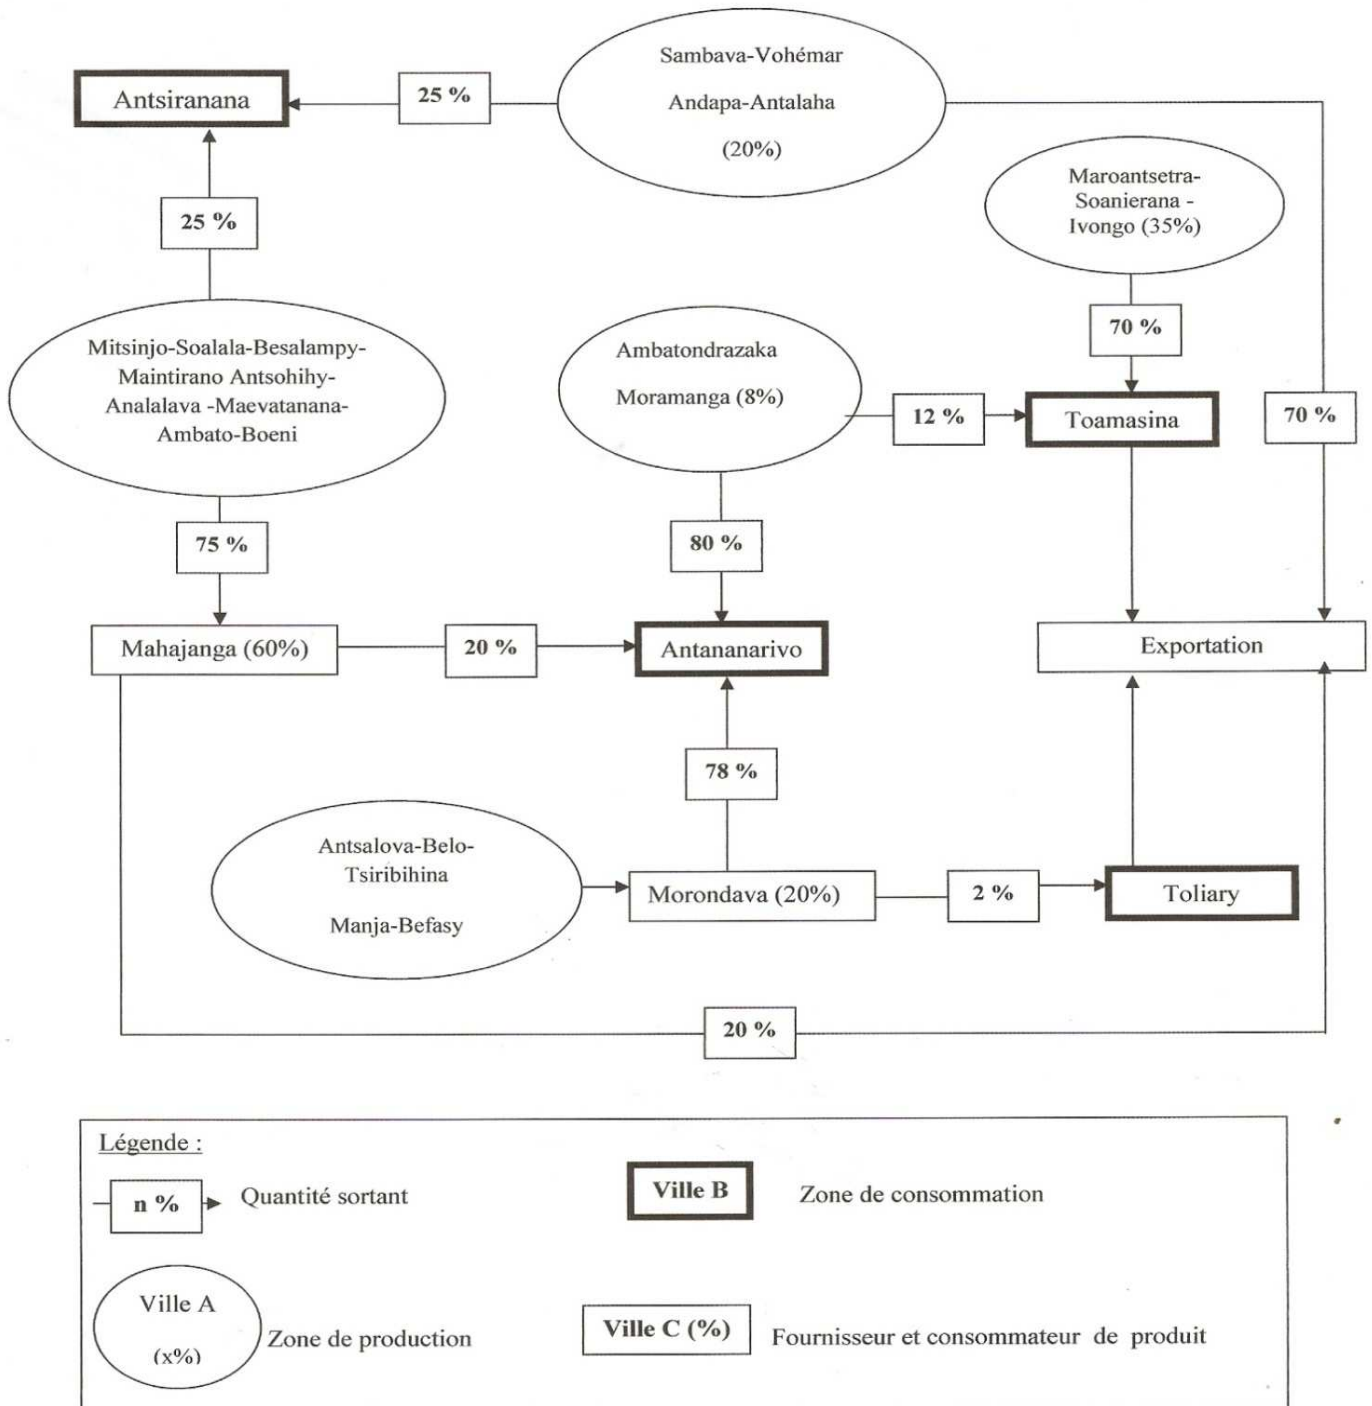 Sambava-Vohémar
Andapa-Antalaha
(20%)
Antsiranana
25 %
Maroantsetra-
Soanierana -
Ivongo (35%)
25 %
70 %
Mitsinjo-Soalala-Besalampy-
Maintirano Antsohihy-
Analalava -Maevatanana-
Ambato-Boeni
Ambatondrazaka
Moramanga (8%)
12 %
Toamasina
70 %
75 %
80 %
Mahajanga (60%)
20 %
Antananarivo
Exportation
78 %
Antsalova-Belo-
Tsiribihina
Manja-Befasy
Morondava (20%)
2 %
Toliary
20 %
Légende :
n %
Quantité sortant
Ville B
Zone de consommation
Ville A
(x%)
Zone de production
Ville C (%)
Fournisseur et consommateur de produit